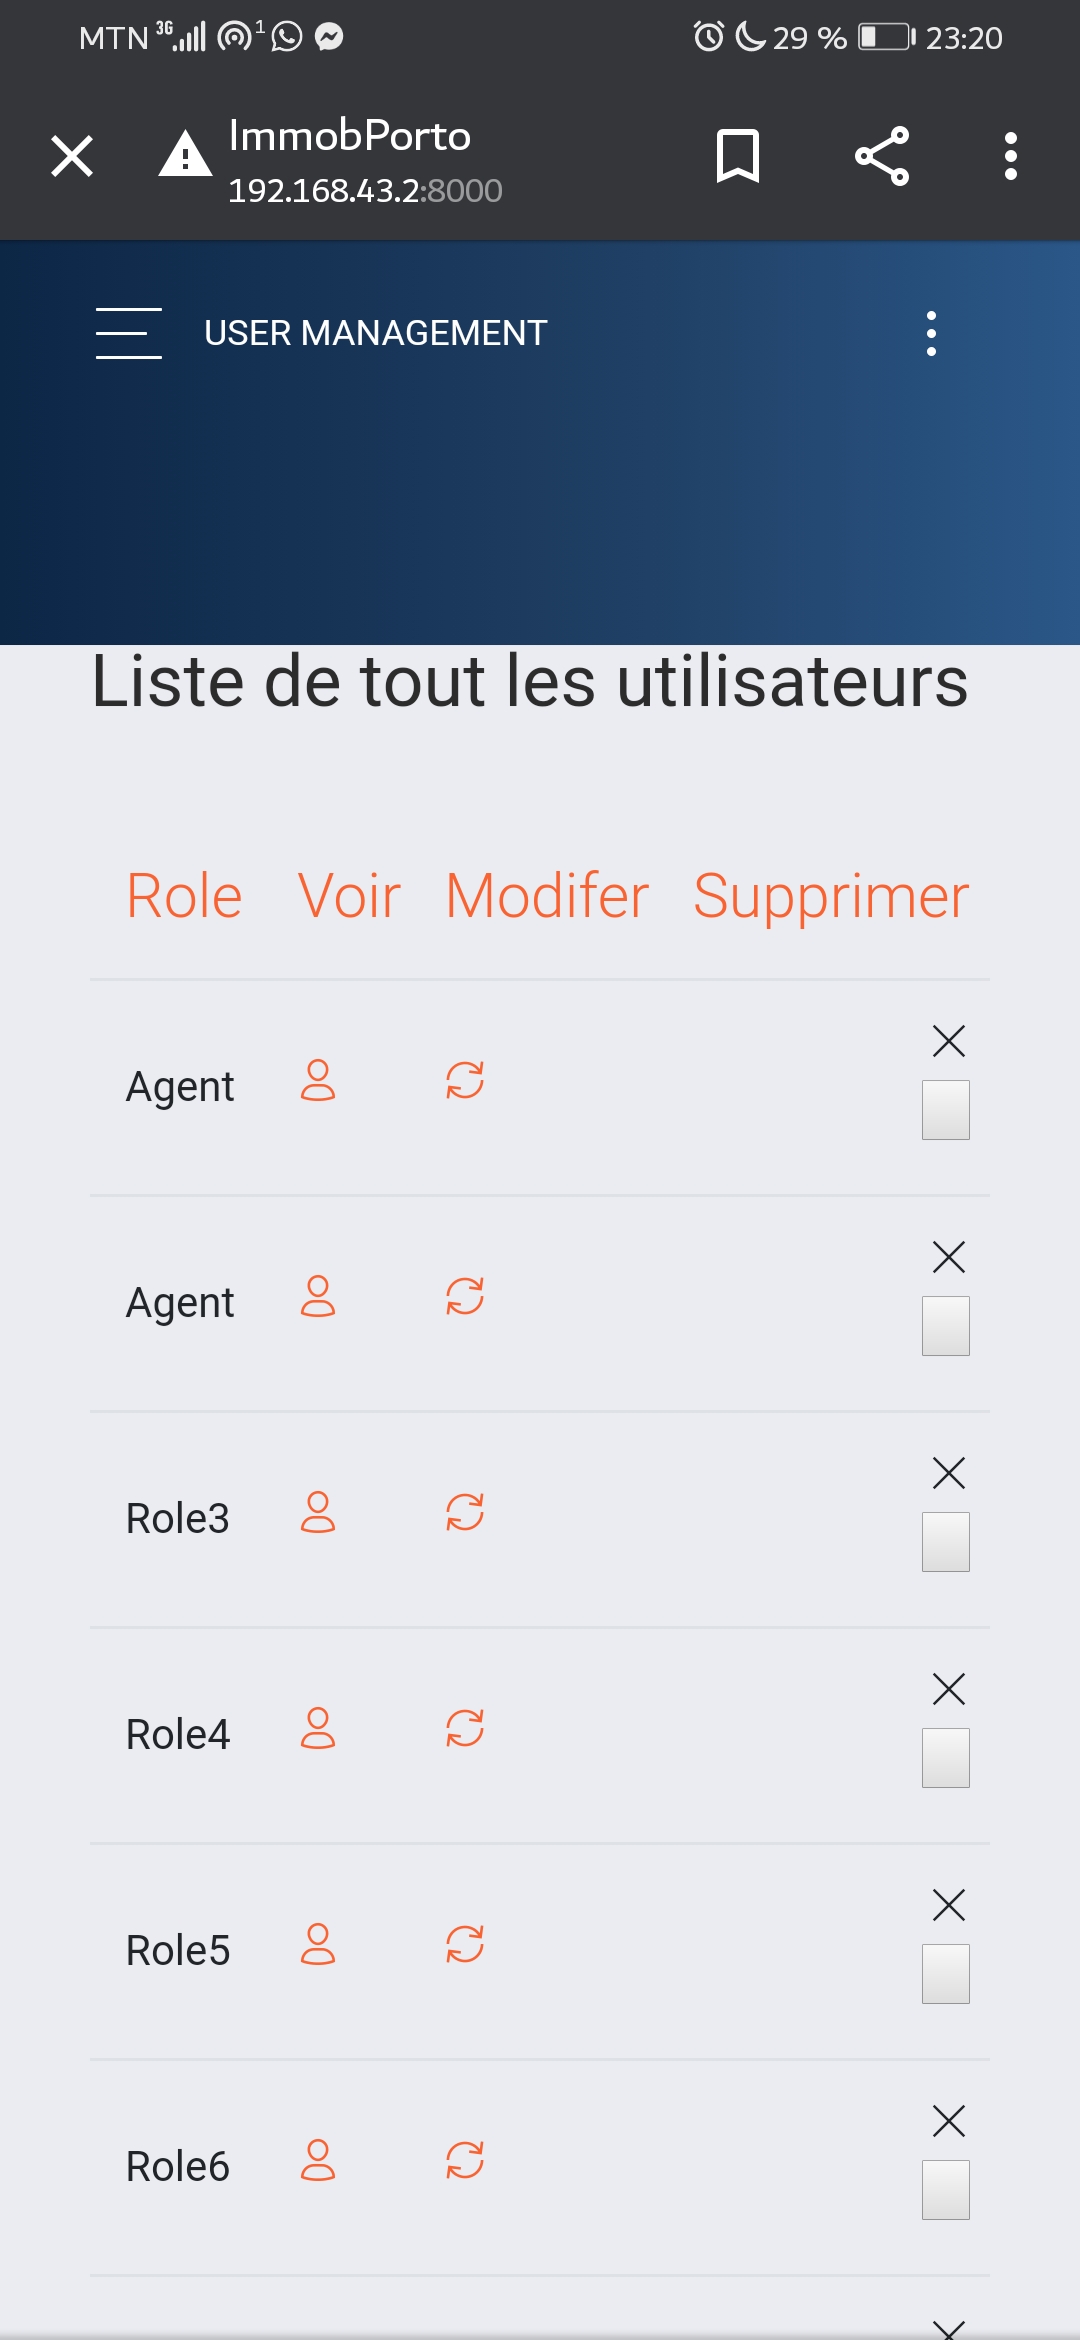 MTN 3G 1 29 % 23:20
ImmobPorto
192.168.43.2:8000
USER MANAGEMENT
Liste de tout les utilisateurs
Role Voir Modifer Supprimer
Agent
Agent
Role3
Role4
Role5
Role6